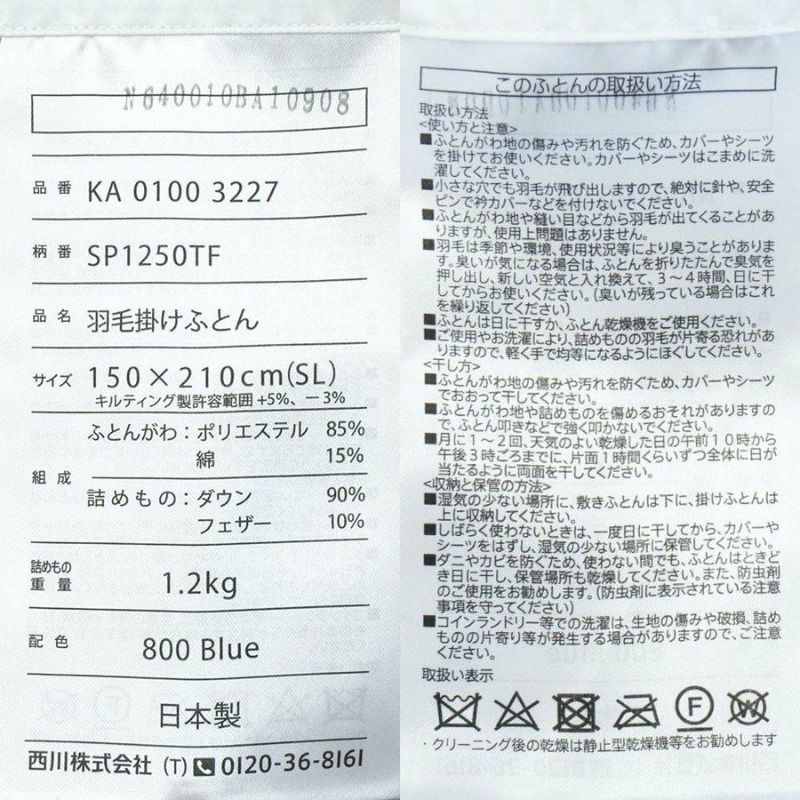 N640010BA10908
品番 KA 0100 3227
柄番 SP1250TF
品名 羽毛掛けふとん
サイズ 150×210cm(SL)
キルティング製許容範囲+5%、－3%
組成 ふとんがわ：ポリエステル 85%
綿 15%
詰めもの：ダウン 90%
フェザー 10%
詰めもの重量 1.2kg
配色 800 Blue
日本製
西川株式会社 (T) 0120-36-8161
このふとんの取扱い方法
取扱い方法
<使い方と注意>
■ふとんがわ地の傷みや汚れを防ぐため、カバーやシーツ
を掛けてお使いください。カバーやシーツはこまめに洗
濯してください。
■小さな穴でも羽毛が飛び出しますので、絶対に針や、安全
ピンで衿カバーなどを付けないでください。
■ふとんがわ地や縫い目などから羽毛が出てくることがあ
りますが、使用上問題はありません。
■羽毛は季節や環境、使用状況等により臭うことがありま
す。臭いが気になる場合は、ふとんを折りたたんで臭気を
押し出し、新しい空気と入れ換えて、3～4時間、日に干
してからお使いください。（臭いが残っている場合はこれ
を繰り返してください）
■ふとんは日に干すか、ふとん乾燥機をご使用ください。
■ご使用やお洗濯により、詰めものの羽毛が片寄る恐れがあ
りますので、軽く手で均等になるようにほぐしてください。
<干し方>
■ふとんがわ地の傷みや汚れを防ぐため、カバーやシーツ
でおおって干してください。
■ふとんがわ地や詰めものを傷めるおそれがありますの
で、ふとん叩きなどで強く叩かないでください。
■月に1～2回、天気のよい乾燥した日の午前10時から
午後3時ごろまでに、片面1時間くらいずつ全体に日が
当たるように両面を干してください。
<収納と保管の方法>
■湿気の少ない場所に、敷きふとんは下に、掛けふとんは
上に収納してください。
■しばらく使わないときは、一度日に干してから、カバーや
シーツをはずし、湿気の少ない場所に保管してください。
■ダニやカビを防ぐため、使わない間でも、ふとんはときど
き日に干し、保管場所も乾燥してください。また、防虫剤
のご使用をお勧めします。（防虫剤に表示されている注意
事項を守ってください）
■コインランドリー等での洗濯は、生地の傷みや破損、詰め
ものの片寄り等が発生する場合がありますので、ご注意
ください。
取扱い表示
F W
・クリーニング後の乾燥は静止型乾燥機等をお勧めします